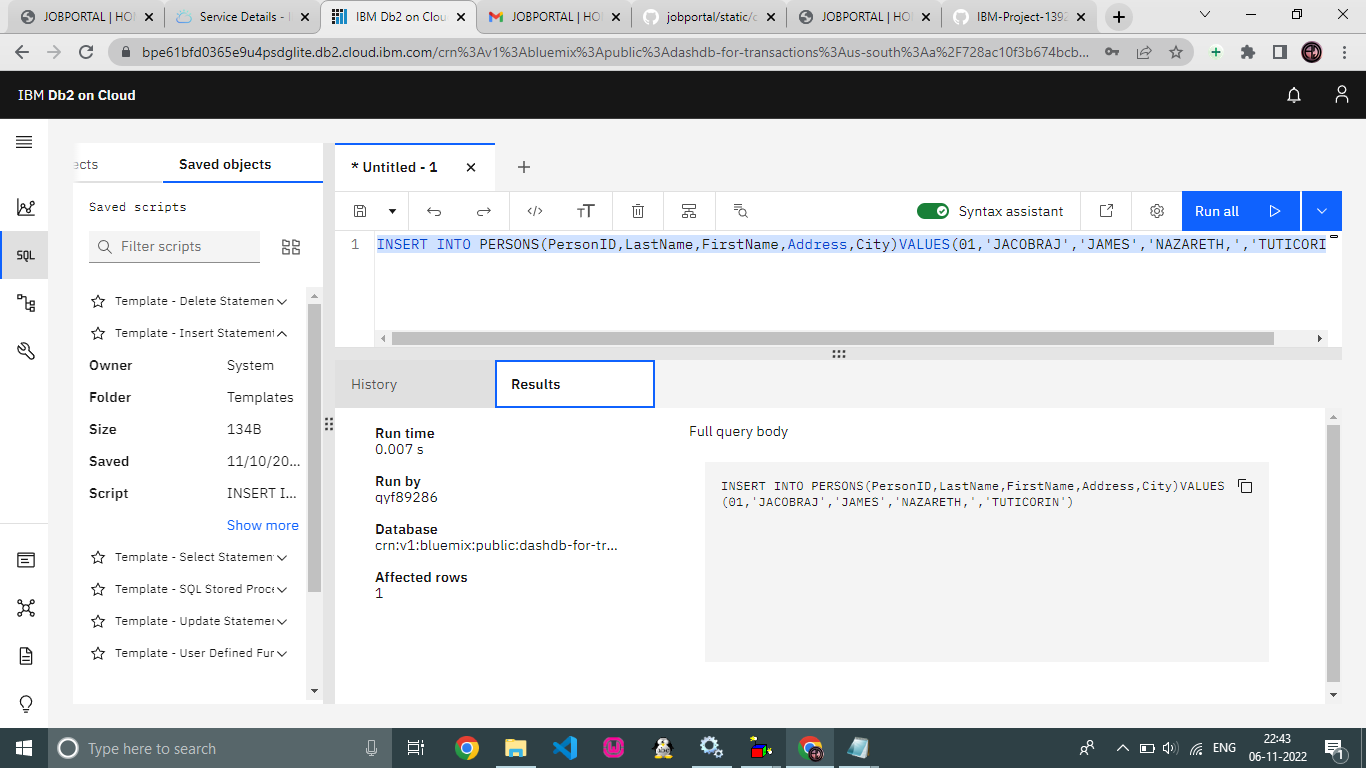 JOBPORTAL | HO
Service Details -
IBM Db2 on Clou
JOBPORTAL | HO
jobportal/static/c
JOBPORTAL | HO
IBM-Project-1392
bpe61bfd0365e9u4psdglite.db2.cloud.ibm.com/crn%3Av1%3Abluemix%3Apublic%3Adashdb-for-transactions%3Aus-south%3Aa%2F728ac10f3b674bcb...
IBM Db2 on Cloud
ects
Saved objects
* Untitled - 1
Saved scripts
Filter scripts
Syntax assistant
Run all
1 INSERT INTO PERSONS(PersonID,LastName,FirstName,Address,City)VALUES(01,'JACOBRAJ','JAMES','NAZARETH,','TUTICORI
SQL
Template - Delete Statemen
Template - Insert Statement
Owner System
Folder Templates
Size 134B
Saved 11/10/20...
Script INSERT I...
Show more
Template - Select Statemen
Template - SQL Stored Proce
Template - Update Statemer
Template - User Defined Fur
History
Results
Run time
0.007 s
Run by
qyf89286
Database
crn:v1:bluemix:public:dashdb-for-tr...
Affected rows
1
Full query body
INSERT INTO PERSONS(PersonID,LastName,FirstName,Address,City)VALUES
(01,'JACOBRAJ','JAMES','NAZARETH,','TUTICORIN')
Type here to search
ENG
22:43
06-11-2022
1